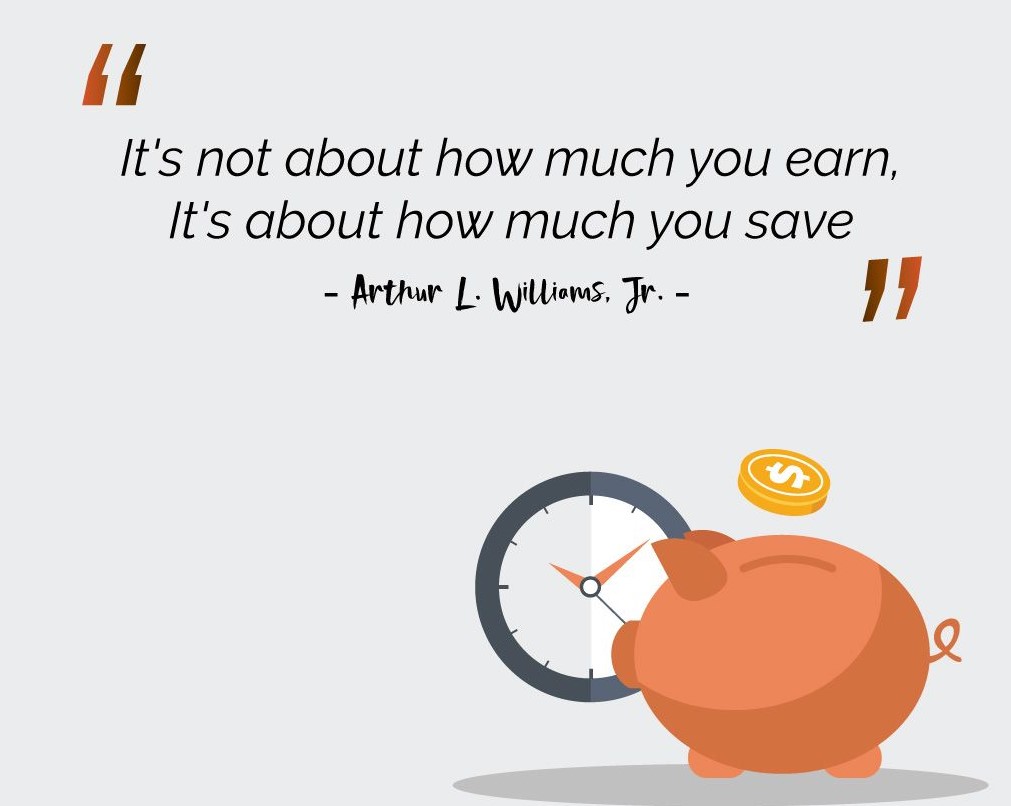 “
It's not about how much you earn,
It's about how much you save
- Arthur L. Williams, Jr. -
”
$